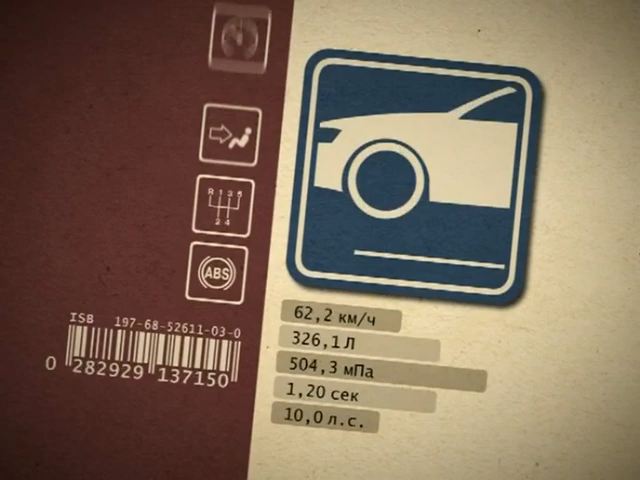 R 1 3 5
2 4
ABS
ISB 197-68-52611-03-0
0 282929 137150
62,2 км/ч
326,1 Л
504,3 мПа
1,20 сек
10,0 л.с.